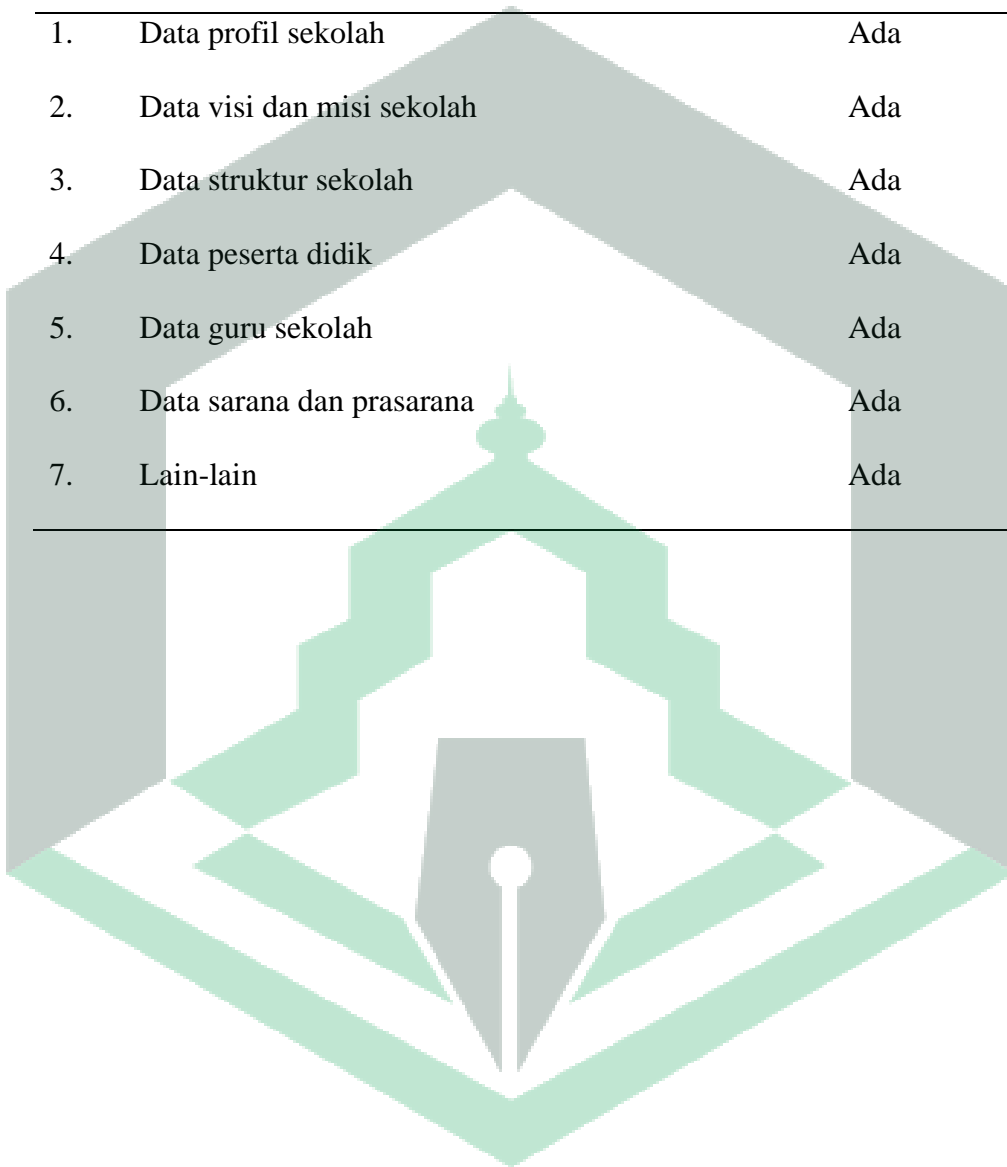 1. Data profil sekolah Ada
2. Data visi dan misi sekolah Ada
3. Data struktur sekolah Ada
4. Data peserta didik Ada
5. Data guru sekolah Ada
6. Data sarana dan prasarana Ada
7. Lain-lain Ada